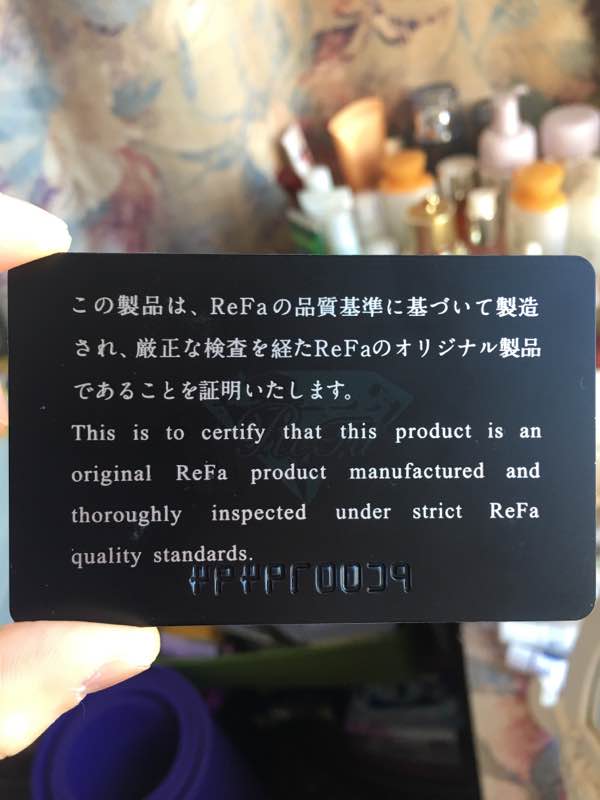 この製品は、ReFaの品質基準に基づいて製造
され、厳正な検査を経たReFaのオリジナル製品
であることを証明いたします。
This is to certify that this product is an
original ReFa product manufactured and
thoroughly inspected under strict ReFa
quality standards.